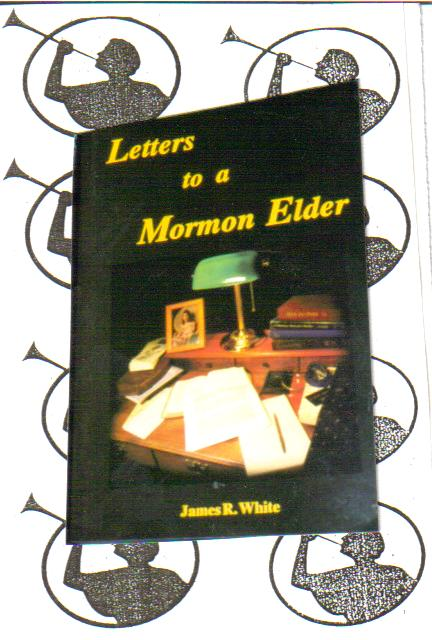 Letters
to a
Mormon Elder
James R. White